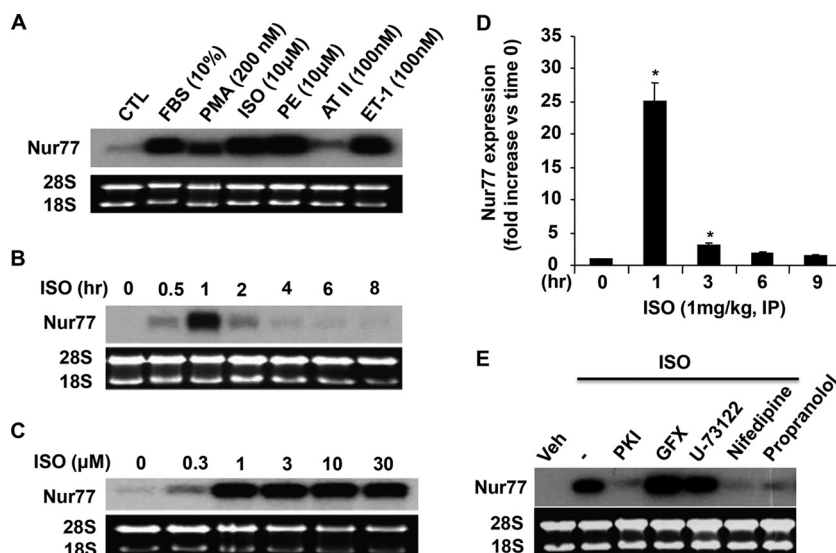 A
CTL
FBS (10%)
PMA (200 nM)
ISO (10μM)
PE (10μM)
AT II (100nM)
ET-1 (100nM)
Nur77
28S
18S
B
ISO (hr) 0 0.5 1 2 4 6 8
Nur77
28S
18S
C
ISO (μM) 0 0.3 1 3 10 30
Nur77
28S
18S
D
Nur77 expression
(fold increase vs time 0)
35
30
25
20
15
10
5
0
*
*
(hr) 0 1 3 6 9
ISO (1mg/kg, IP)
E
ISO
Veh
-
PKI
GFX
U-73122
Nifedipine
Propranolol
Nur77
28S
18S